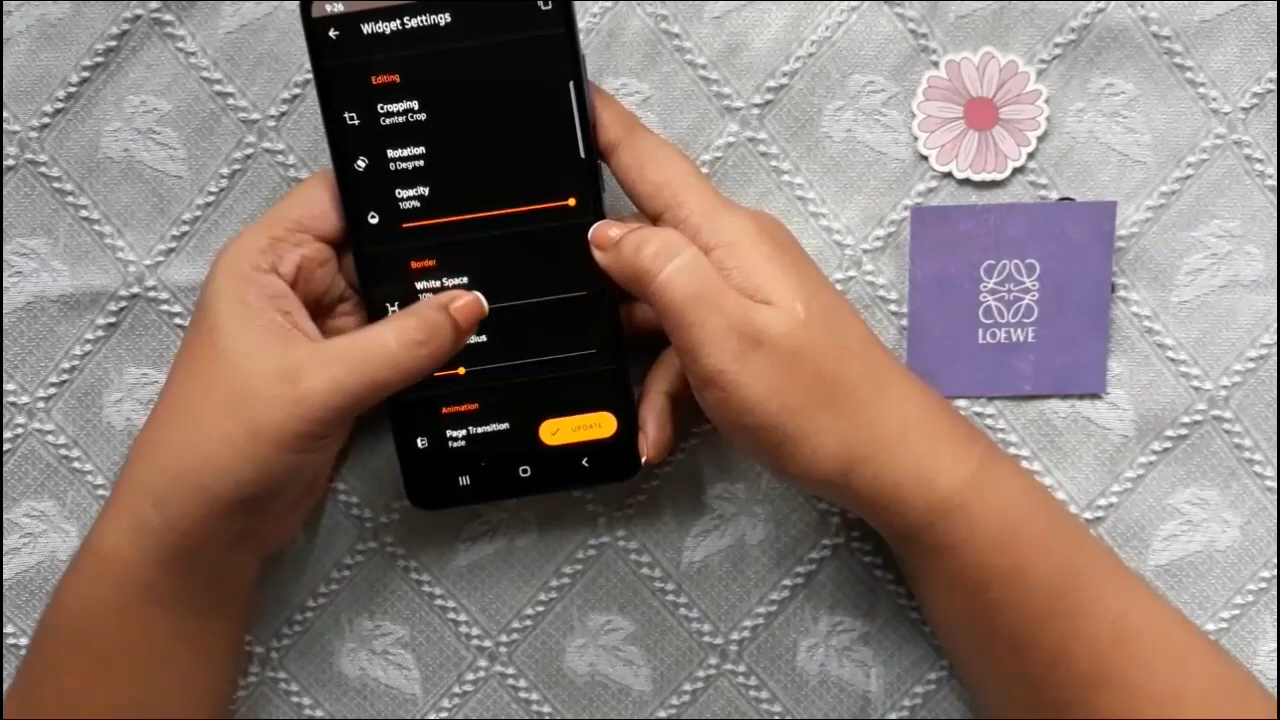 9:26
Widget Settings
Editing
Cropping
Center Crop
Rotation
0 Degree
Opacity
100%
Border
White Space
10%
dius
Animation
Page Transition
Fade
UPDATE
LOEWE